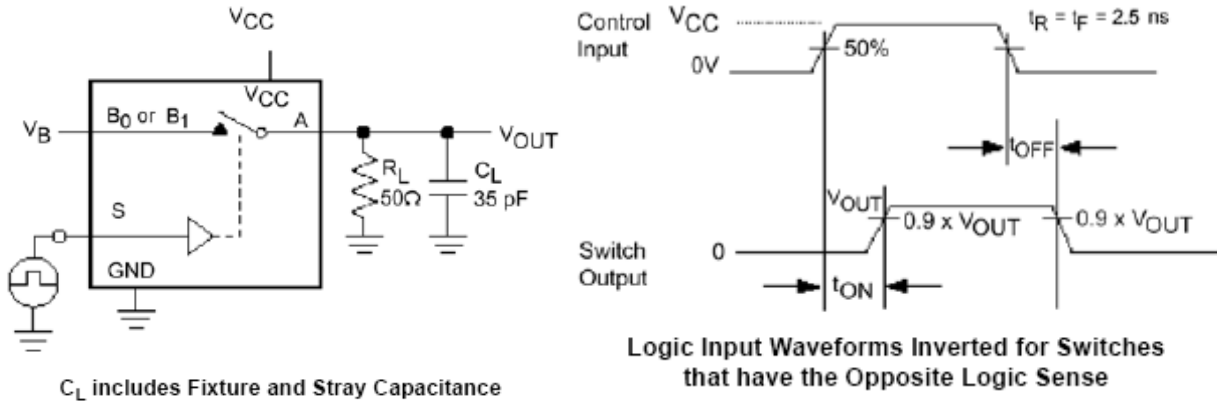 VCC
VCC
VB
B0 or B1
A
VOUT
RL
50Ω
CL
35 pF
S
GND
CL includes Fixture and Stray Capacitance
Control
Input
VCC
0V
50%
tR = tF = 2.5 ns
tOFF
VOUT
0.9 x VOUT
0.9 x VOUT
Switch
Output
0
tON
Logic Input Waveforms Inverted for Switches
that have the Opposite Logic Sense